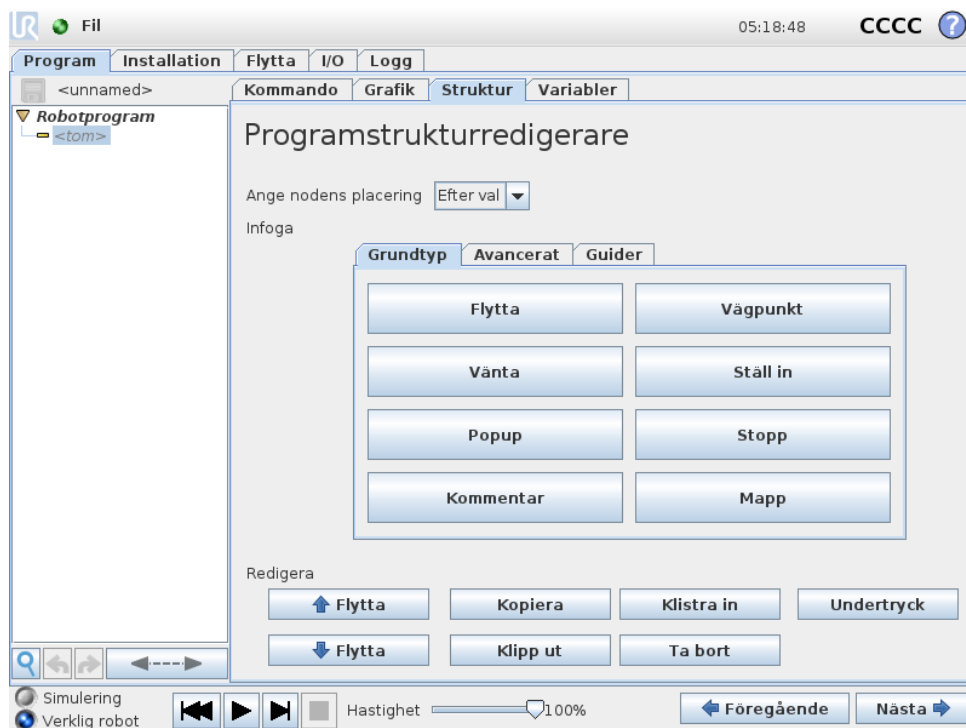 UR Fil 05:18:48 CCCC ?
Program Installation Flytta I/O Logg
<unnamed>
Kommando Grafik Struktur Variabler
Robotprogram
<tom>
Programstrukturredigerare
Ange nodens placering Efter val
Infoga
Grundtyp Avancerat Guider
Flytta Vägpunkt
Vänta Ställ in
Popup Stopp
Kommentar Mapp
Redigera
Flytta Kopiera Klistra in Undertryck
Flytta Klipp ut Ta bort
Simulering
Verklig robot
Hastighet 100% Föregående Nästa